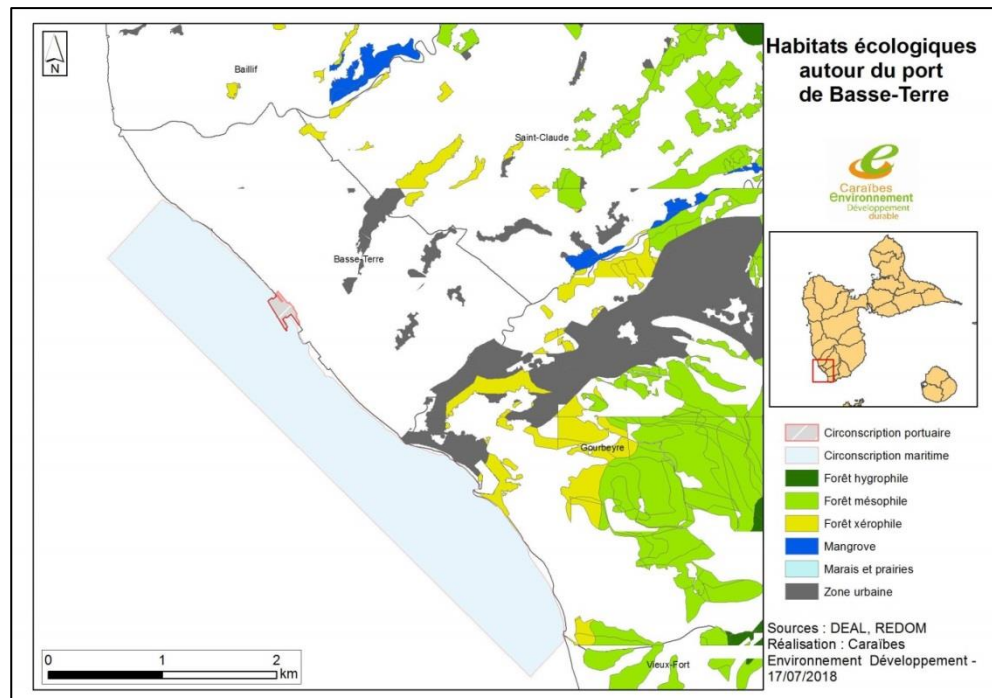 Habitats écologiques
autour du port
de Basse-Terre
N
Baillif
Saint-Claude
Basse-Terre
Gourbeyre
Vieux-Fort
0 1 2
km
e
Caraïbes
environnement
Développement
durable
Circonscription portuaire
Circonscription maritime
Forêt hygrophile
Forêt mésophile
Forêt xérophile
Mangrove
Marais et prairies
Zone urbaine
Sources : DEAL, REDOM
Réalisation : Caraïbes
Environnement Développement -
17/07/2018